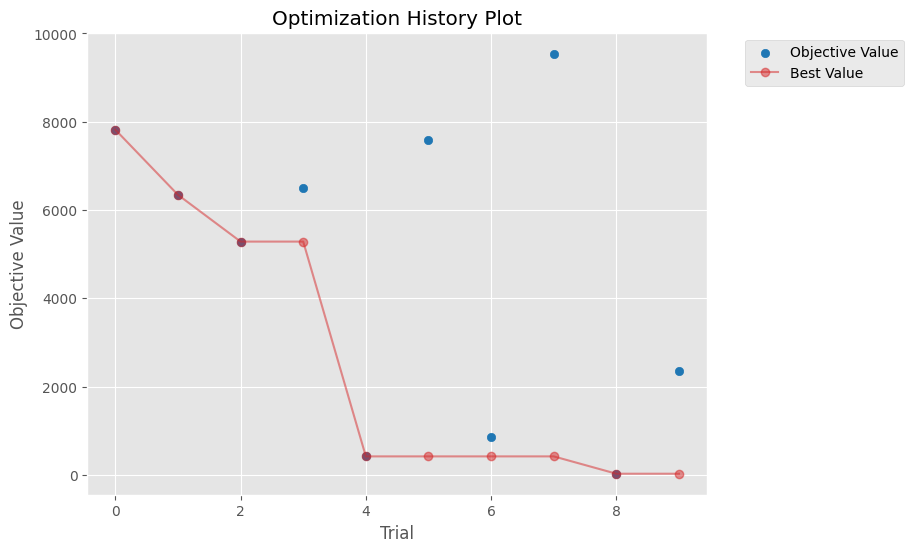 Optimization History Plot
Objective Value
Best Value
Objective Value
10000
8000
6000
4000
2000
0
0 2 4 6 8
Trial